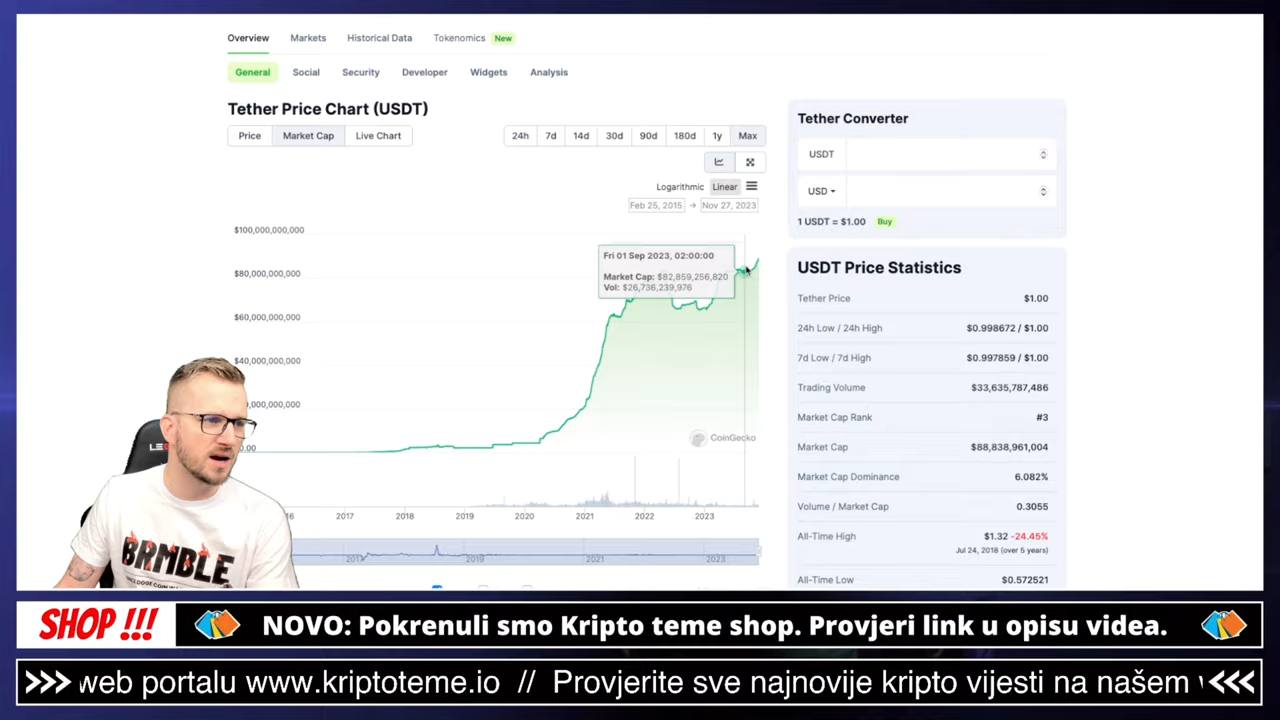 Overview Markets Historical Data Tokenomics New
General Social Security Developer Widgets Analysis
Tether Price Chart (USDT)
Price Market Cap Live Chart
24h 7d 14d 30d 90d 180d 1y Max
Logarithmic Linear
Feb 25, 2015 → Nov 27, 2023
$100,000,000,000
$80,000,000,000
$60,000,000,000
$40,000,000,000
Fri 01 Sep 2023, 02:00:00
Market Cap: $82,859,256,820
Vol: $26,736,239,976
CoinGecko
2017 2018 2019 2020 2021 2022 2023
2019 2021 2023
Tether Converter
USDT
USD
1 USDT = $1.00 Buy
USDT Price Statistics
Tether Price $1.00
24h Low / 24h High $0.998672 / $1.00
7d Low / 7d High $0.997859 / $1.00
Trading Volume $33,635,787,486
Market Cap Rank #3
Market Cap $88,838,961,004
Market Cap Dominance 6.082%
Volume / Market Cap 0.3055
All-Time High $1.32 -24.45%
Jul 24, 2018 (over 5 years)
All-Time Low $0.572521
SHOP !!!
NOVO: Pokrenuli smo Kripto teme shop. Provjeri link u opisu videa.
>>> web portalu www.kriptoteme.io // Provjerite sve najnovije kripto vijesti na našem <<<